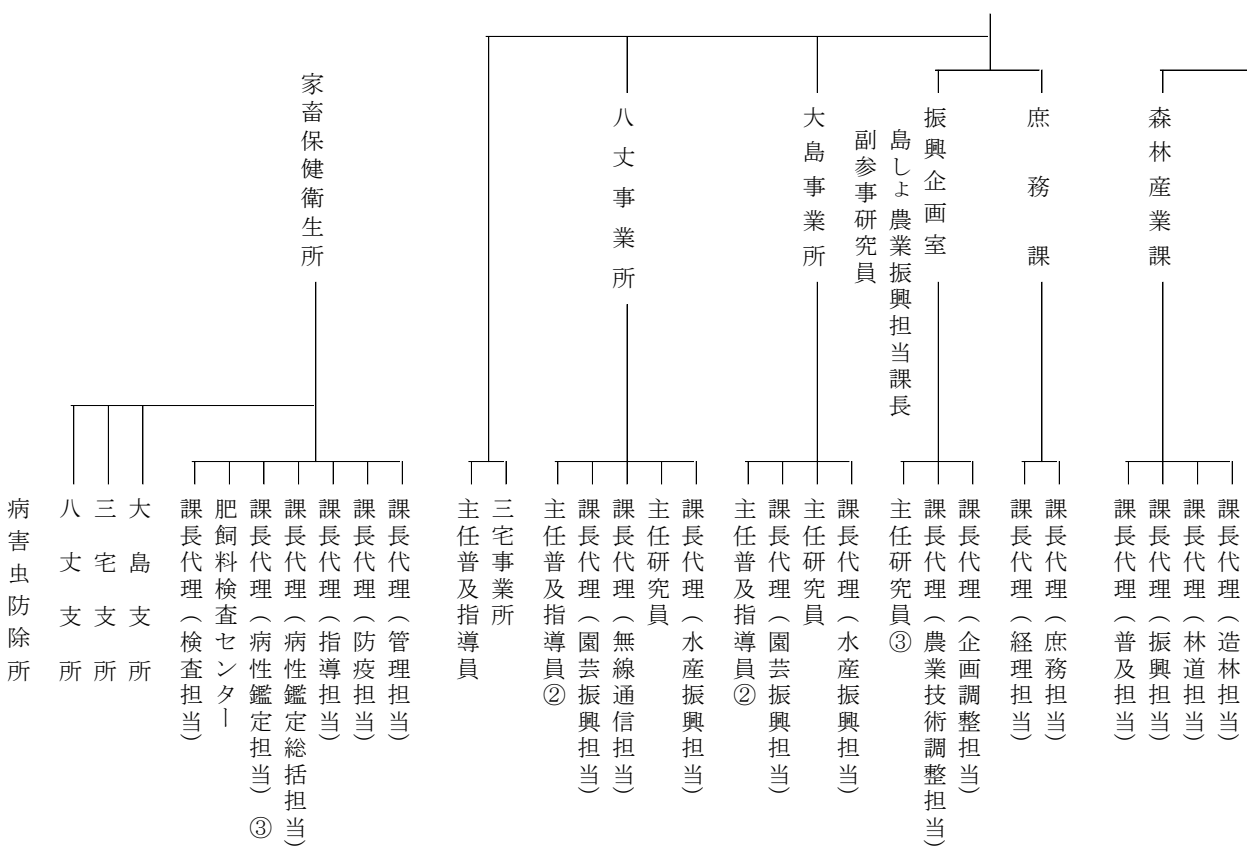 森林産業課
課長代理（造林担当）
課長代理（林道担当）
課長代理（振興担当）
課長代理（普及担当）
庶務課
課長代理（庶務担当）
課長代理（経理担当）
振興企画室
島しょ農業振興担当課長
副参事研究員
課長代理（企画調整担当）
課長代理（農業技術調整担当）
主任研究員③
大島事業所
課長代理（水産振興担当）
主任研究員
課長代理（園芸振興担当）
主任普及指導員②
八丈事業所
課長代理（水産振興担当）
主任研究員
課長代理（無線通信担当）
課長代理（園芸振興担当）
主任普及指導員②
三宅事業所
主任普及指導員
家畜保健衛生所
課長代理（管理担当）
課長代理（防疫担当）
課長代理（指導担当）
課長代理（病性鑑定総括担当）
課長代理（病性鑑定担当）③
肥飼料検査センター
課長代理（検査担当）
大島支所
三宅支所
八丈支所
病害虫防除所